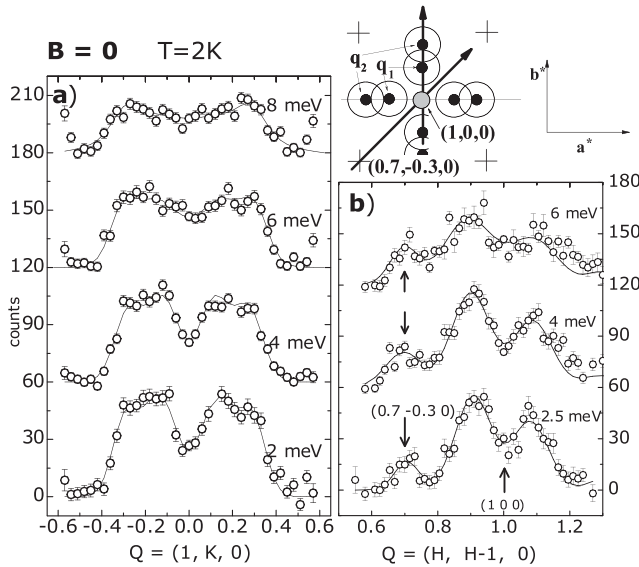 B = 0 T=2K
q2
q1
(1,0,0)
(0.7,-0.3,0)
b*
a*
a)
8 meV
6 meV
4 meV
2 meV
210
180
150
120
90
60
30
0
counts
-0.6 -0.4 -0.2 0.0 0.2 0.4 0.6
Q = (1, K, 0)
b)
6 meV
4 meV
2.5 meV
(0.7 -0.3 0)
(1 0 0)
180
150
120
90
60
30
0
0.6 0.8 1.0 1.2
Q = (H, H-1, 0)